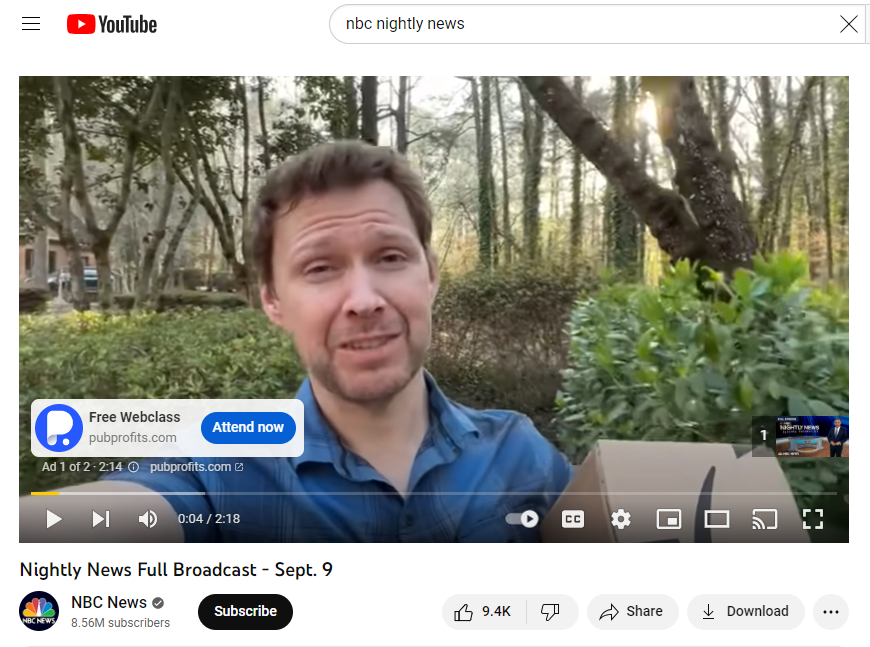 YouTube
nbc nightly news
Free Webclass
pubprofits.com
Attend now
Ad 1 of 2 · 2:14
pubprofits.com
1
NIGHTLY NEWS
0:04 / 2:18
CC
Nightly News Full Broadcast - Sept. 9
NBC NEWS
NBC News
8.56M subscribers
Subscribe
9.4K
Share
Download